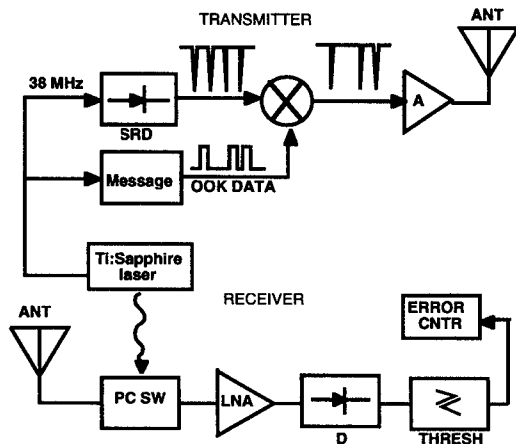 TRANSMITTER
ANT
38 MHz
SRD
A
Message
OOK DATA
Ti:Sapphire
laser
RECEIVER
ANT
ERROR
CNTR
PC SW
LNA
D
THRESH